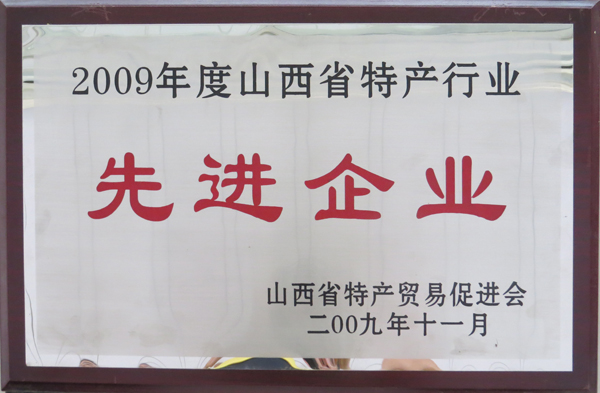 2009年度山西省特产行业
先进企业
山西省特产贸易促进会
二00九年十一月